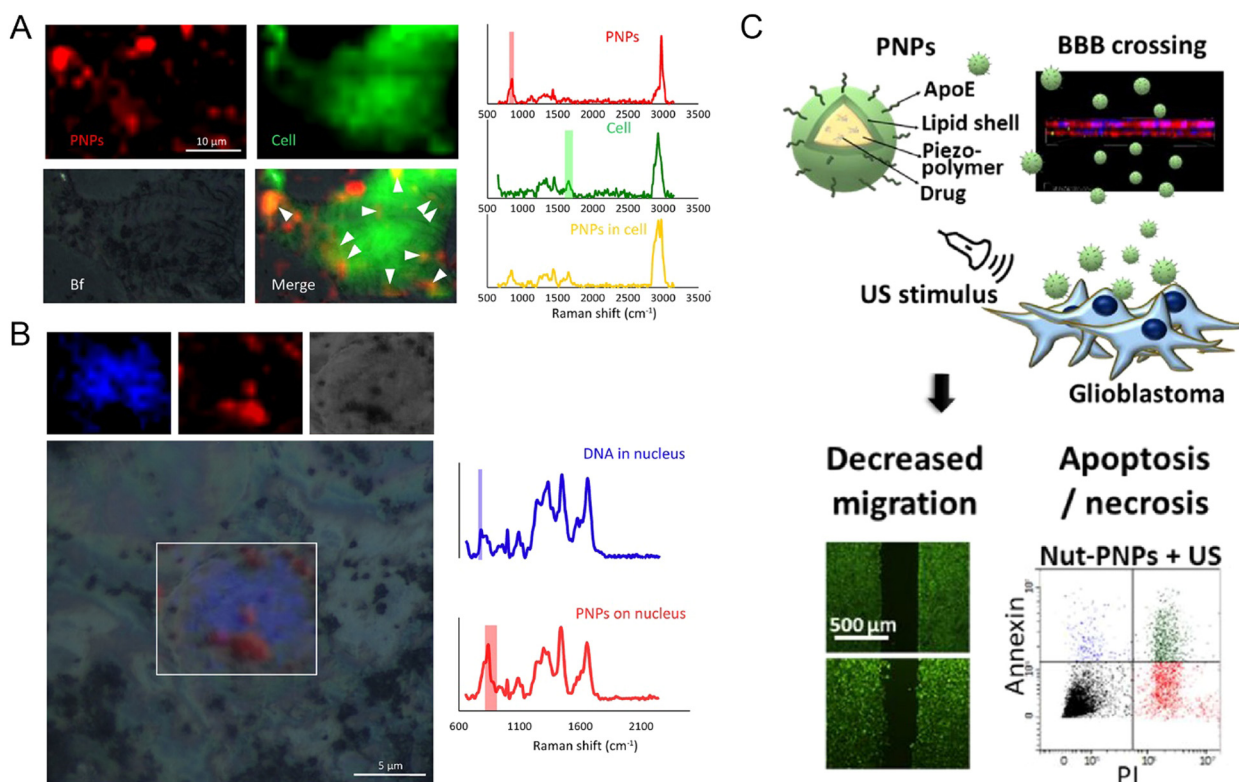 A
PNPs
10 µm
Cell
Bf
Merge
PNPs
500 1000 1500 2000 2500 3000 3500
Cell
500 1000 1500 2000 2500 3000 3500
PNPs in cell
500 1000 1500 2000 2500 3000 3500
Raman shift (cm⁻¹)
B
5 µm
DNA in nucleus
PNPs on nucleus
600 1100 1600 2100
Raman shift (cm⁻¹)
C
PNPs
ApoE
Lipid shell
Piezo-
polymer
Drug
BBB crossing
US stimulus
Glioblastoma
Decreased
migration
500 µm
Apoptosis
/ necrosis
Nut-PNPs + US
Annexin
0
PI